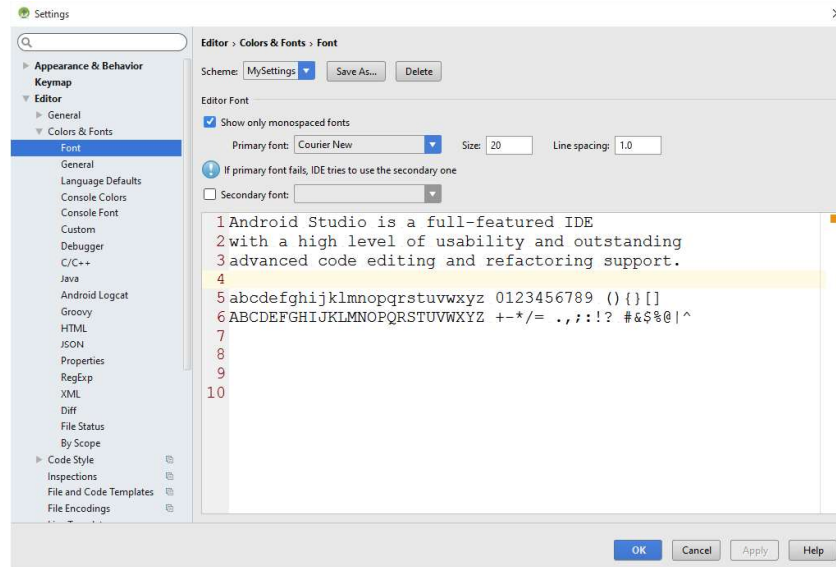 Settings
Appearance & Behavior
Keymap
Editor
General
Colors & Fonts
Font
General
Language Defaults
Console Colors
Console Font
Custom
Debugger
C/C++
Java
Android Logcat
Groovy
HTML
JSON
Properties
RegExp
XML
Diff
File Status
By Scope
Code Style
Inspections
File and Code Templates
File Encodings
Editor › Colors & Fonts › Font
Scheme: MySettings Save As... Delete
Editor Font
Show only monospaced fonts
Primary font: Courier New Size: 20 Line spacing: 1.0
If primary font fails, IDE tries to use the secondary one
Secondary font:
1 Android Studio is a full-featured IDE
2 with a high level of usability and outstanding
3 advanced code editing and refactoring support.
4
5 abcdefghijklmnopqrstuvwxyz 0123456789 (){}[]
6 ABCDEFGHIJKLMNOPQRSTUVWXYZ +-*/= .,;:!? #&$%@|^
7
8
9
10
OK Cancel Apply Help